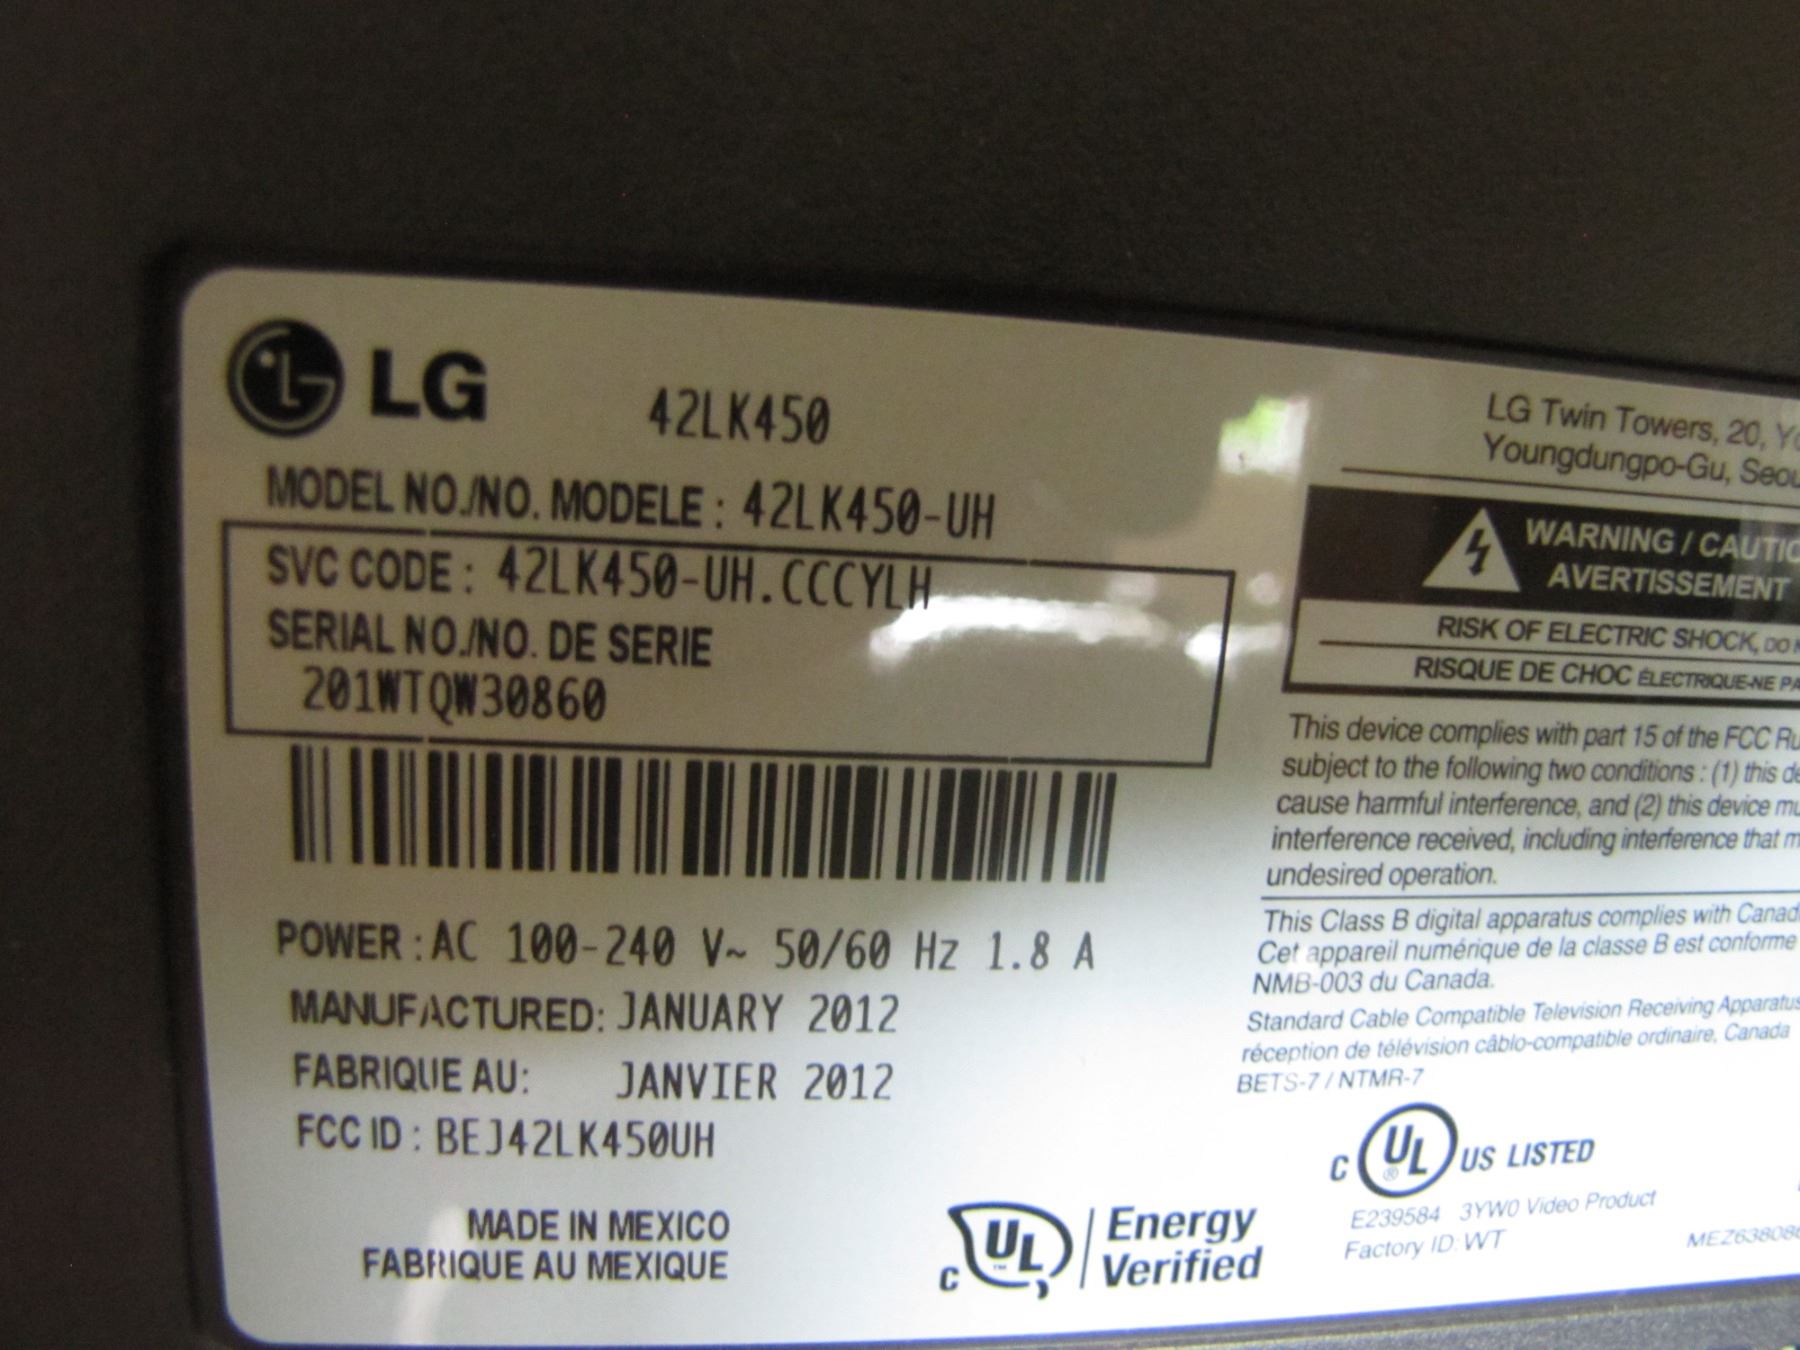 LG
42LK450
MODEL NO./NO. MODELE : 42LK450-UH
SVC CODE : 42LK450-UH.CCCYLH
SERIAL NO./NO. DE SERIE
201WTQW30860
POWER : AC 100-240 V~ 50/60 Hz 1.8 A
MANUFACTURED: JANUARY 2012
FABRIQUE AU: JANVIER 2012
FCC ID : BEJ42LK450UH
MADE IN MEXICO
FABRIQUE AU MEXIQUE
C UL Energy
Verified
LG Twin Towers, 20,
Youngdungpo-Gu,
WARNING /
AVERTISSEMENT
RISK OF ELECTRIC SHOCK, DO
RISQUE DE CHOC ÉLECTRIQUE-NE
This device complies with part 15 of the FCC
subject to the following two conditions : (1) this
cause harmful interference, and (2) this device
interference received, including interference that
undesired operation.
This Class B digital apparatus complies with
Cet appareil numérique de la classe B est conforme
NMB-003 du Canada.
Standard Cable Compatible Television Receiving Apparatus
réception de télévision câblo-compatible ordinaire, Canada
BETS-7 / NTMR-7
C UL ® US LISTED
E239584 3YW0 Video Product
Factory ID: WT